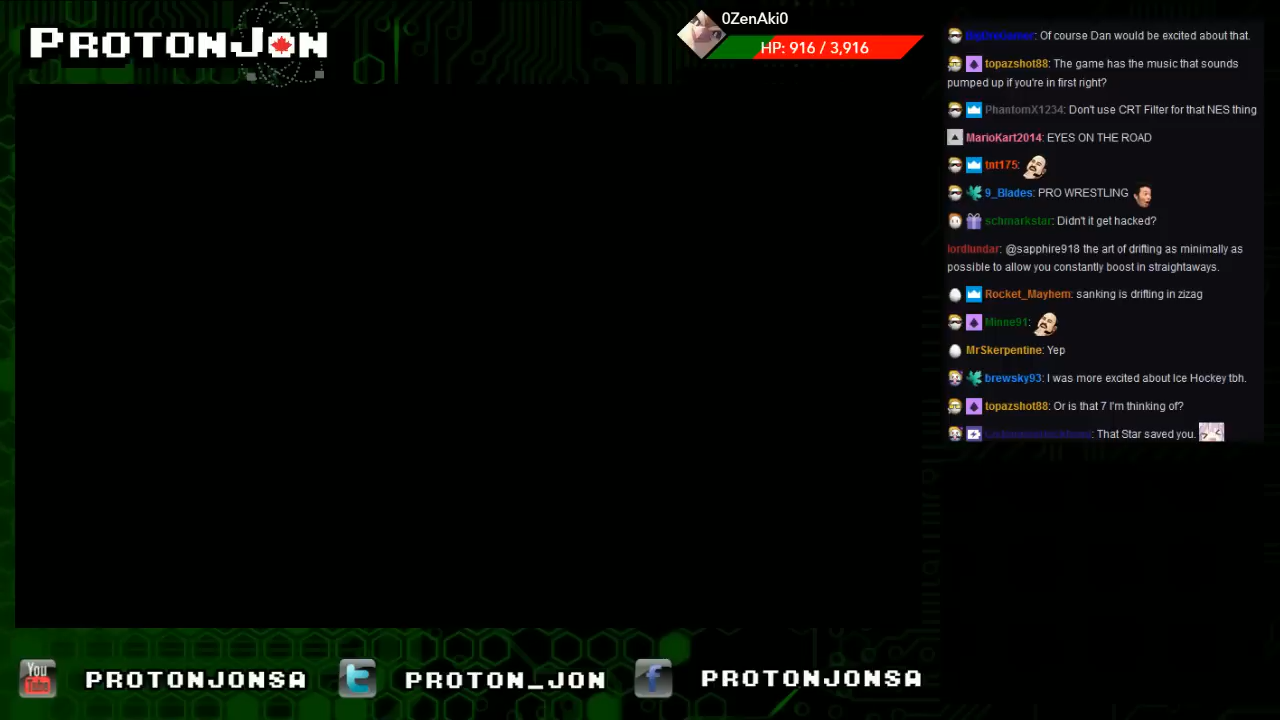 PROTONJON
0ZenAki0
HP: 916 / 3,916
Of course Dan would be excited about that.
topazshot88: The game has the music that sounds
pumped up if you're in first right?
PhantomX1234: Don't use CRT Filter for that NES thing
MarioKart2014: EYES ON THE ROAD
tnt175:
9_Blades: PRO WRESTLING
schmarkstar: Didn't it get hacked?
lordlundar: @sapphire918 the art of drifting as minimally as
possible to allow you constantly boost in straightaways.
Rocket_Mayhem: sanking is drifting in zizag
Minne91:
MrSkerpentine: Yep
brewsky93: I was more excited about Ice Hockey tbh.
topazshot88: Or is that 7 I'm thinking of?
: That Star saved you.
You
Tube
PROTONJONSA
PROTON_JON
PROTONJONSA